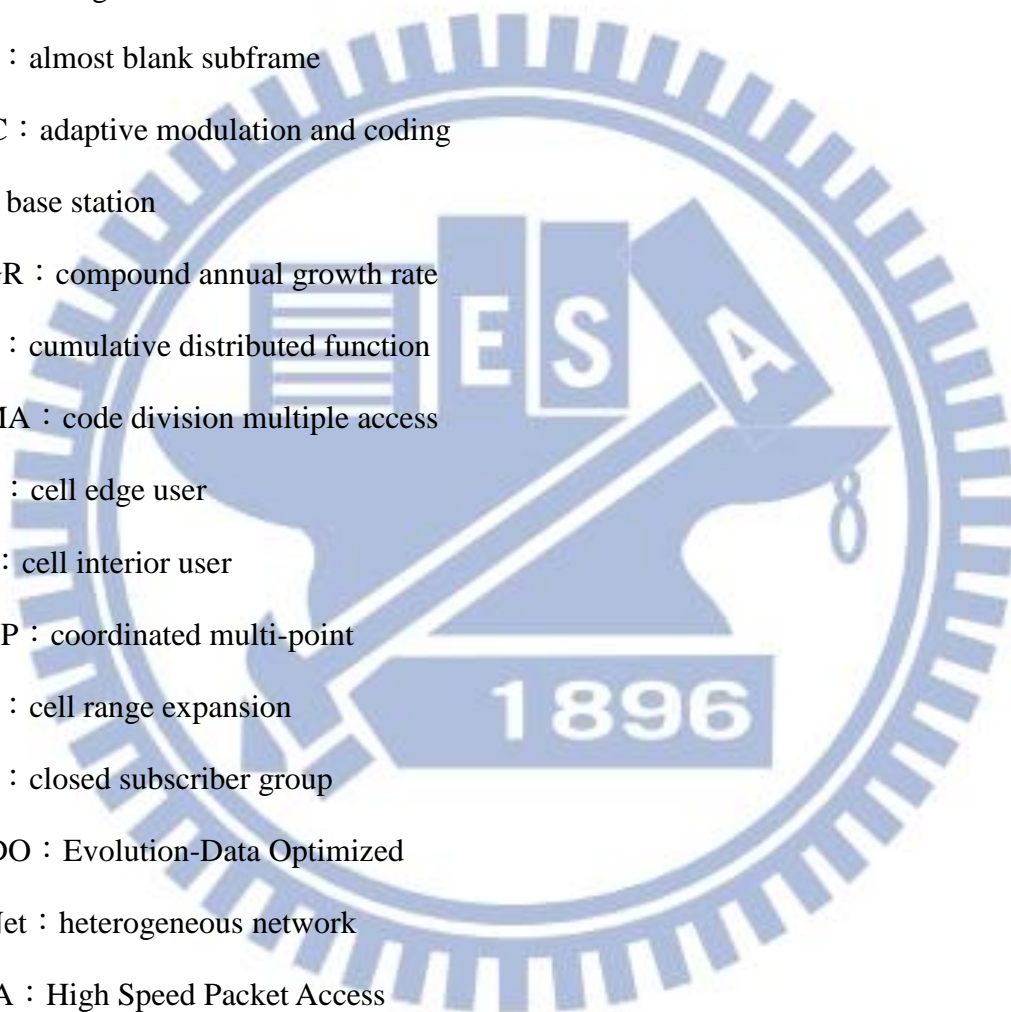 ：almost blank subframe
C：adaptive modulation and coding
base station
R：compound annual growth rate
：cumulative distributed function
MA：code division multiple access
：cell edge user
：cell interior user
P：coordinated multi-point
：cell range expansion
：closed subscriber group
DO：Evolution-Data Optimized
Net：heterogeneous network
A：High Speed Packet Access
E S A
1896